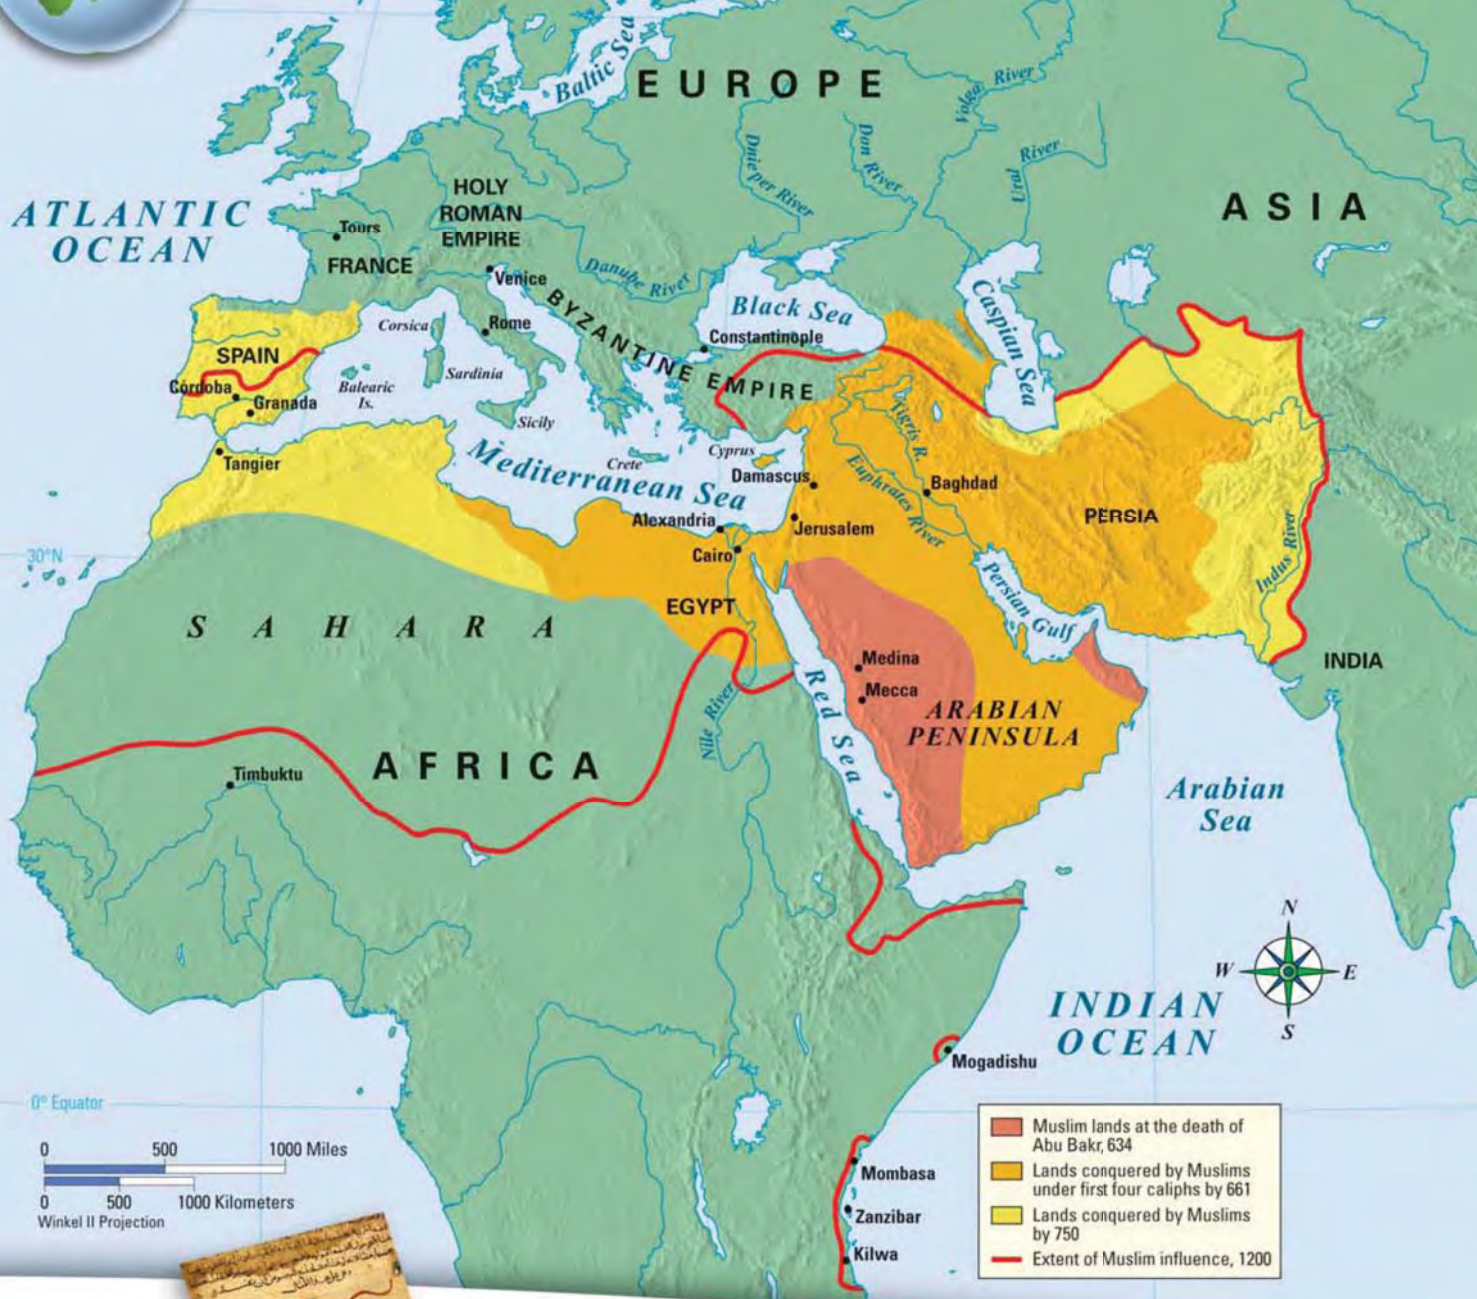 Baltic Sea
EUROPE
Volga River
Dnieper River
Don River
Ural River
ASIA
ATLANTIC
OCEAN
HOLY
ROMAN
EMPIRE
Tours
FRANCE
Venice
Danube River
Black Sea
Caspian Sea
BYZANTINE EMPIRE
Constantinople
Corsica
Rome
SPAIN
Córdoba
Granada
Balearic
Is.
Sardinia
Sicily
Tangier
Mediterranean Sea
Crete
Cyprus
Damascus
Tigris R.
Euphrates River
Baghdad
PERSIA
Alexandria
Jerusalem
Cairo
30°N
EGYPT
Persian Gulf
Indus River
INDIA
SAHARA
Medina
Mecca
Red Sea
Nile River
ARABIAN
PENINSULA
AFRICA
Timbuktu
Arabian
Sea
N
W E
S
INDIAN
OCEAN
Mogadishu
0° Equator
Mombasa
Zanzibar
Kilwa
0 500 1000 Miles
0 500 1000 Kilometers
Winkel II Projection
Muslim lands at the death of
Abu Bakr, 634
Lands conquered by Muslims
under first four caliphs by 661
Lands conquered by Muslims
by 750
Extent of Muslim influence, 1200